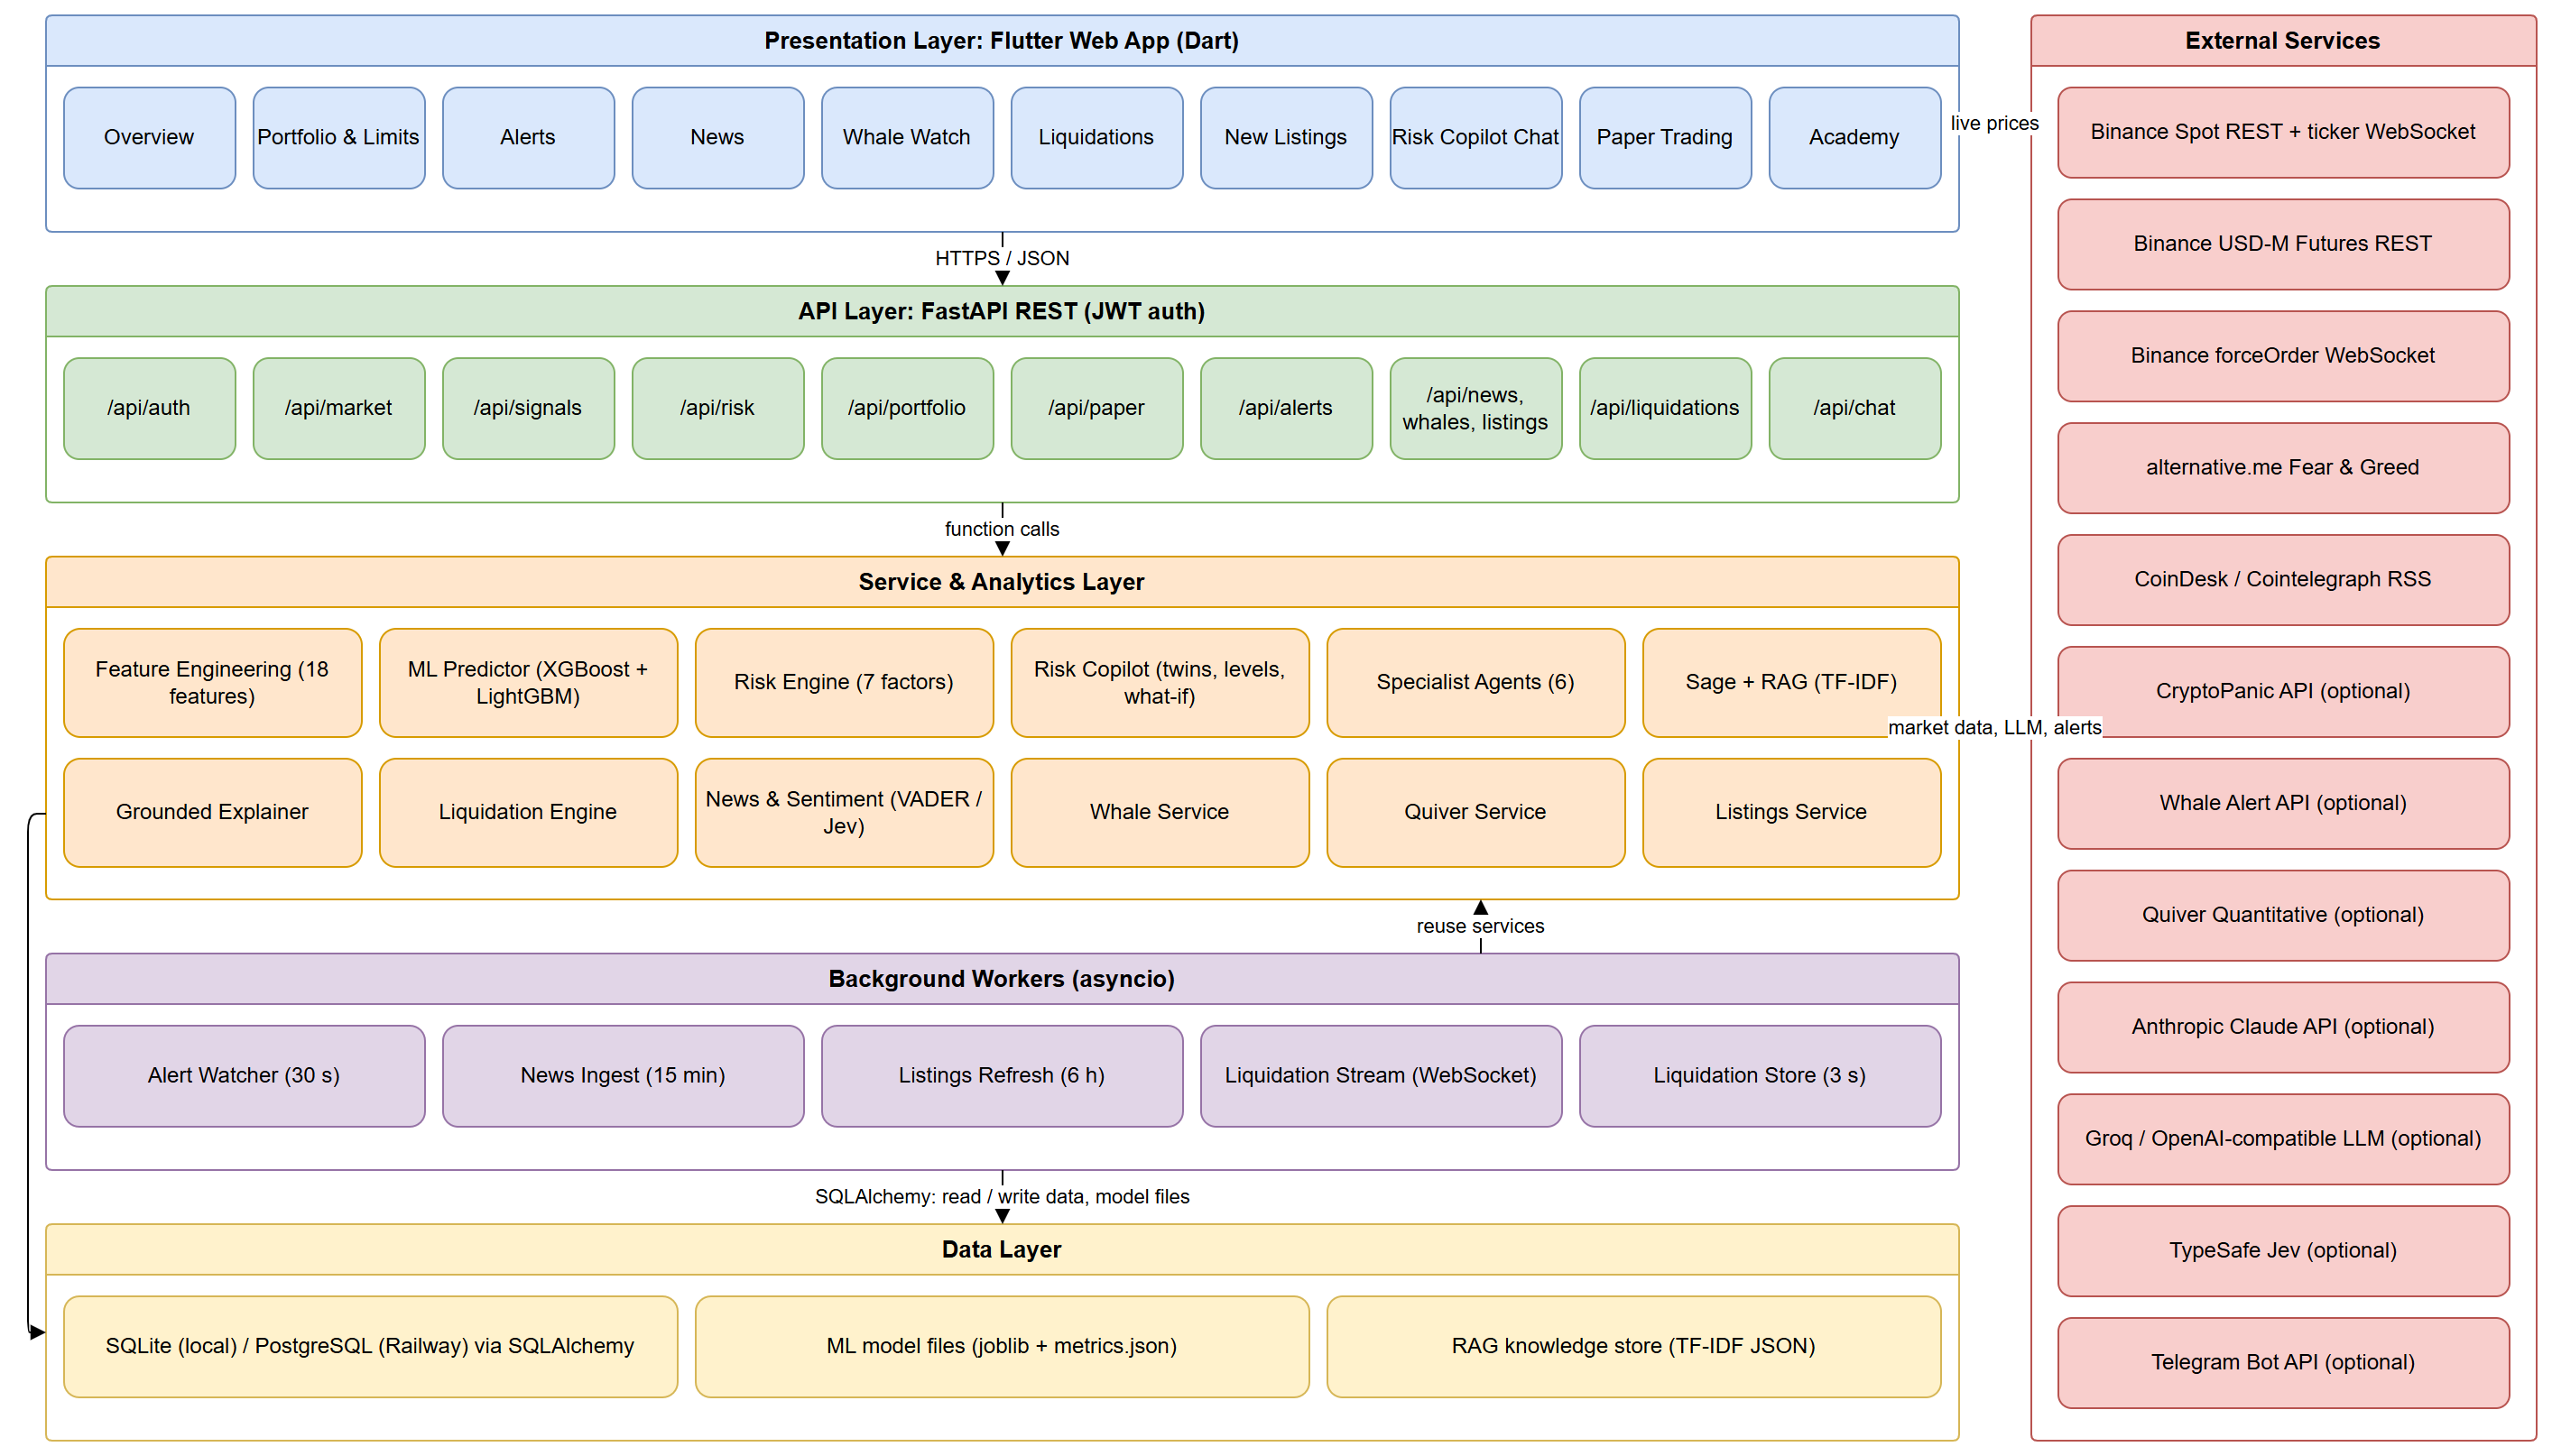 Presentation Layer: Flutter Web App (Dart)
Overview
Portfolio & Limits
Alerts
News
Whale Watch
Liquidations
New Listings
Risk Copilot Chat
Paper Trading
Academy
live prices
HTTPS / JSON
API Layer: FastAPI REST (JWT auth)
/api/auth
/api/market
/api/signals
/api/risk
/api/portfolio
/api/paper
/api/alerts
/api/news,
whales, listings
/api/liquidations
/api/chat
function calls
Service & Analytics Layer
Feature Engineering (18
features)
ML Predictor (XGBoost +
LightGBM)
Risk Engine (7 factors)
Risk Copilot (twins, levels,
what-if)
Specialist Agents (6)
Sage + RAG (TF-IDF)
market data, LLM, alerts
Grounded Explainer
Liquidation Engine
News & Sentiment (VADER /
Jev)
Whale Service
Quiver Service
Listings Service
reuse services
Background Workers (asyncio)
Alert Watcher (30 s)
News Ingest (15 min)
Listings Refresh (6 h)
Liquidation Stream (WebSocket)
Liquidation Store (3 s)
SQLAlchemy: read / write data, model files
Data Layer
SQLite (local) / PostgreSQL (Railway) via SQLAlchemy
ML model files (joblib + metrics.json)
RAG knowledge store (TF-IDF JSON)
External Services
Binance Spot REST + ticker WebSocket
Binance USD-M Futures REST
Binance forceOrder WebSocket
alternative.me Fear & Greed
CoinDesk / Cointelegraph RSS
CryptoPanic API (optional)
Whale Alert API (optional)
Quiver Quantitative (optional)
Anthropic Claude API (optional)
Groq / OpenAI-compatible LLM (optional)
TypeSafe Jev (optional)
Telegram Bot API (optional)